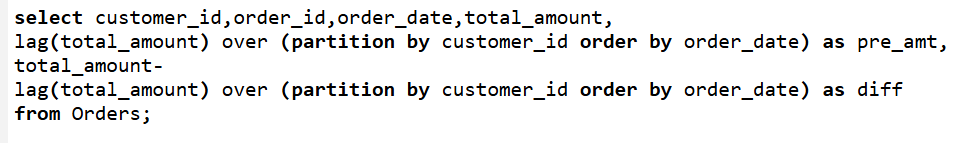 select customer_id,order_id,order_date,total_amount,
lag(total_amount) over (partition by customer_id order by order_date) as pre_amt,
total_amount-
lag(total_amount) over (partition by customer_id order by order_date) as diff
from Orders;